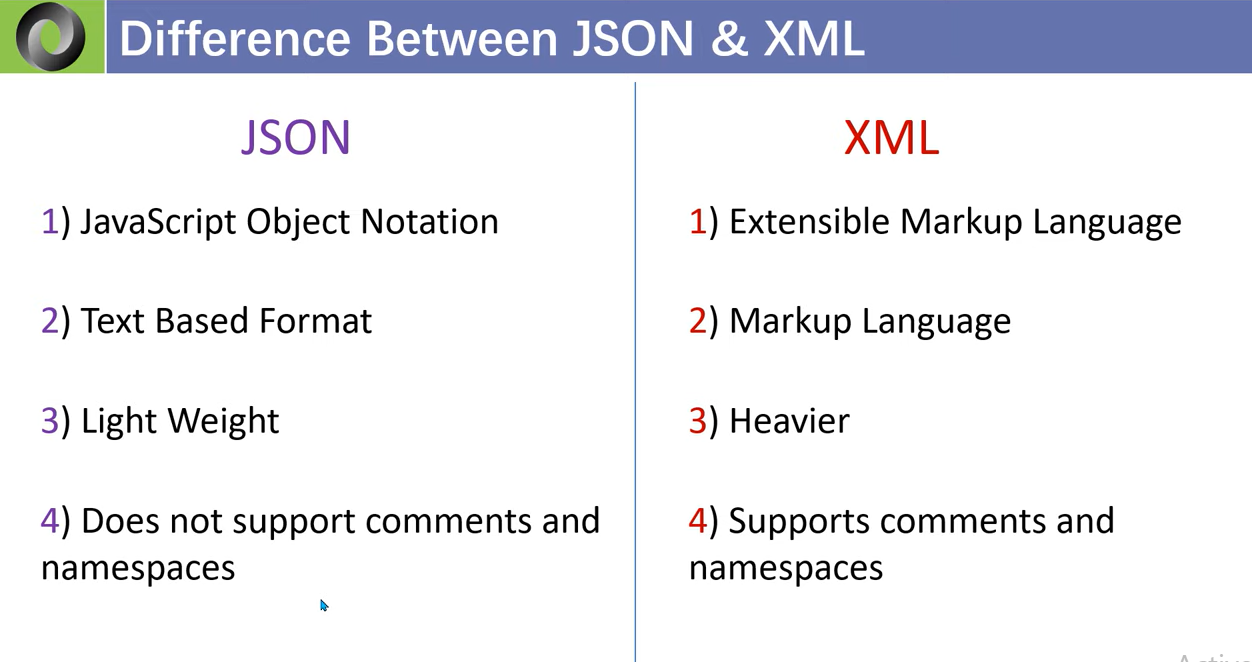 Difference Between JSON & XML
JSON
1) JavaScript Object Notation
2) Text Based Format
3) Light Weight
4) Does not support comments and
namespaces
XML
1) Extensible Markup Language
2) Markup Language
3) Heavier
4) Supports comments and
namespaces